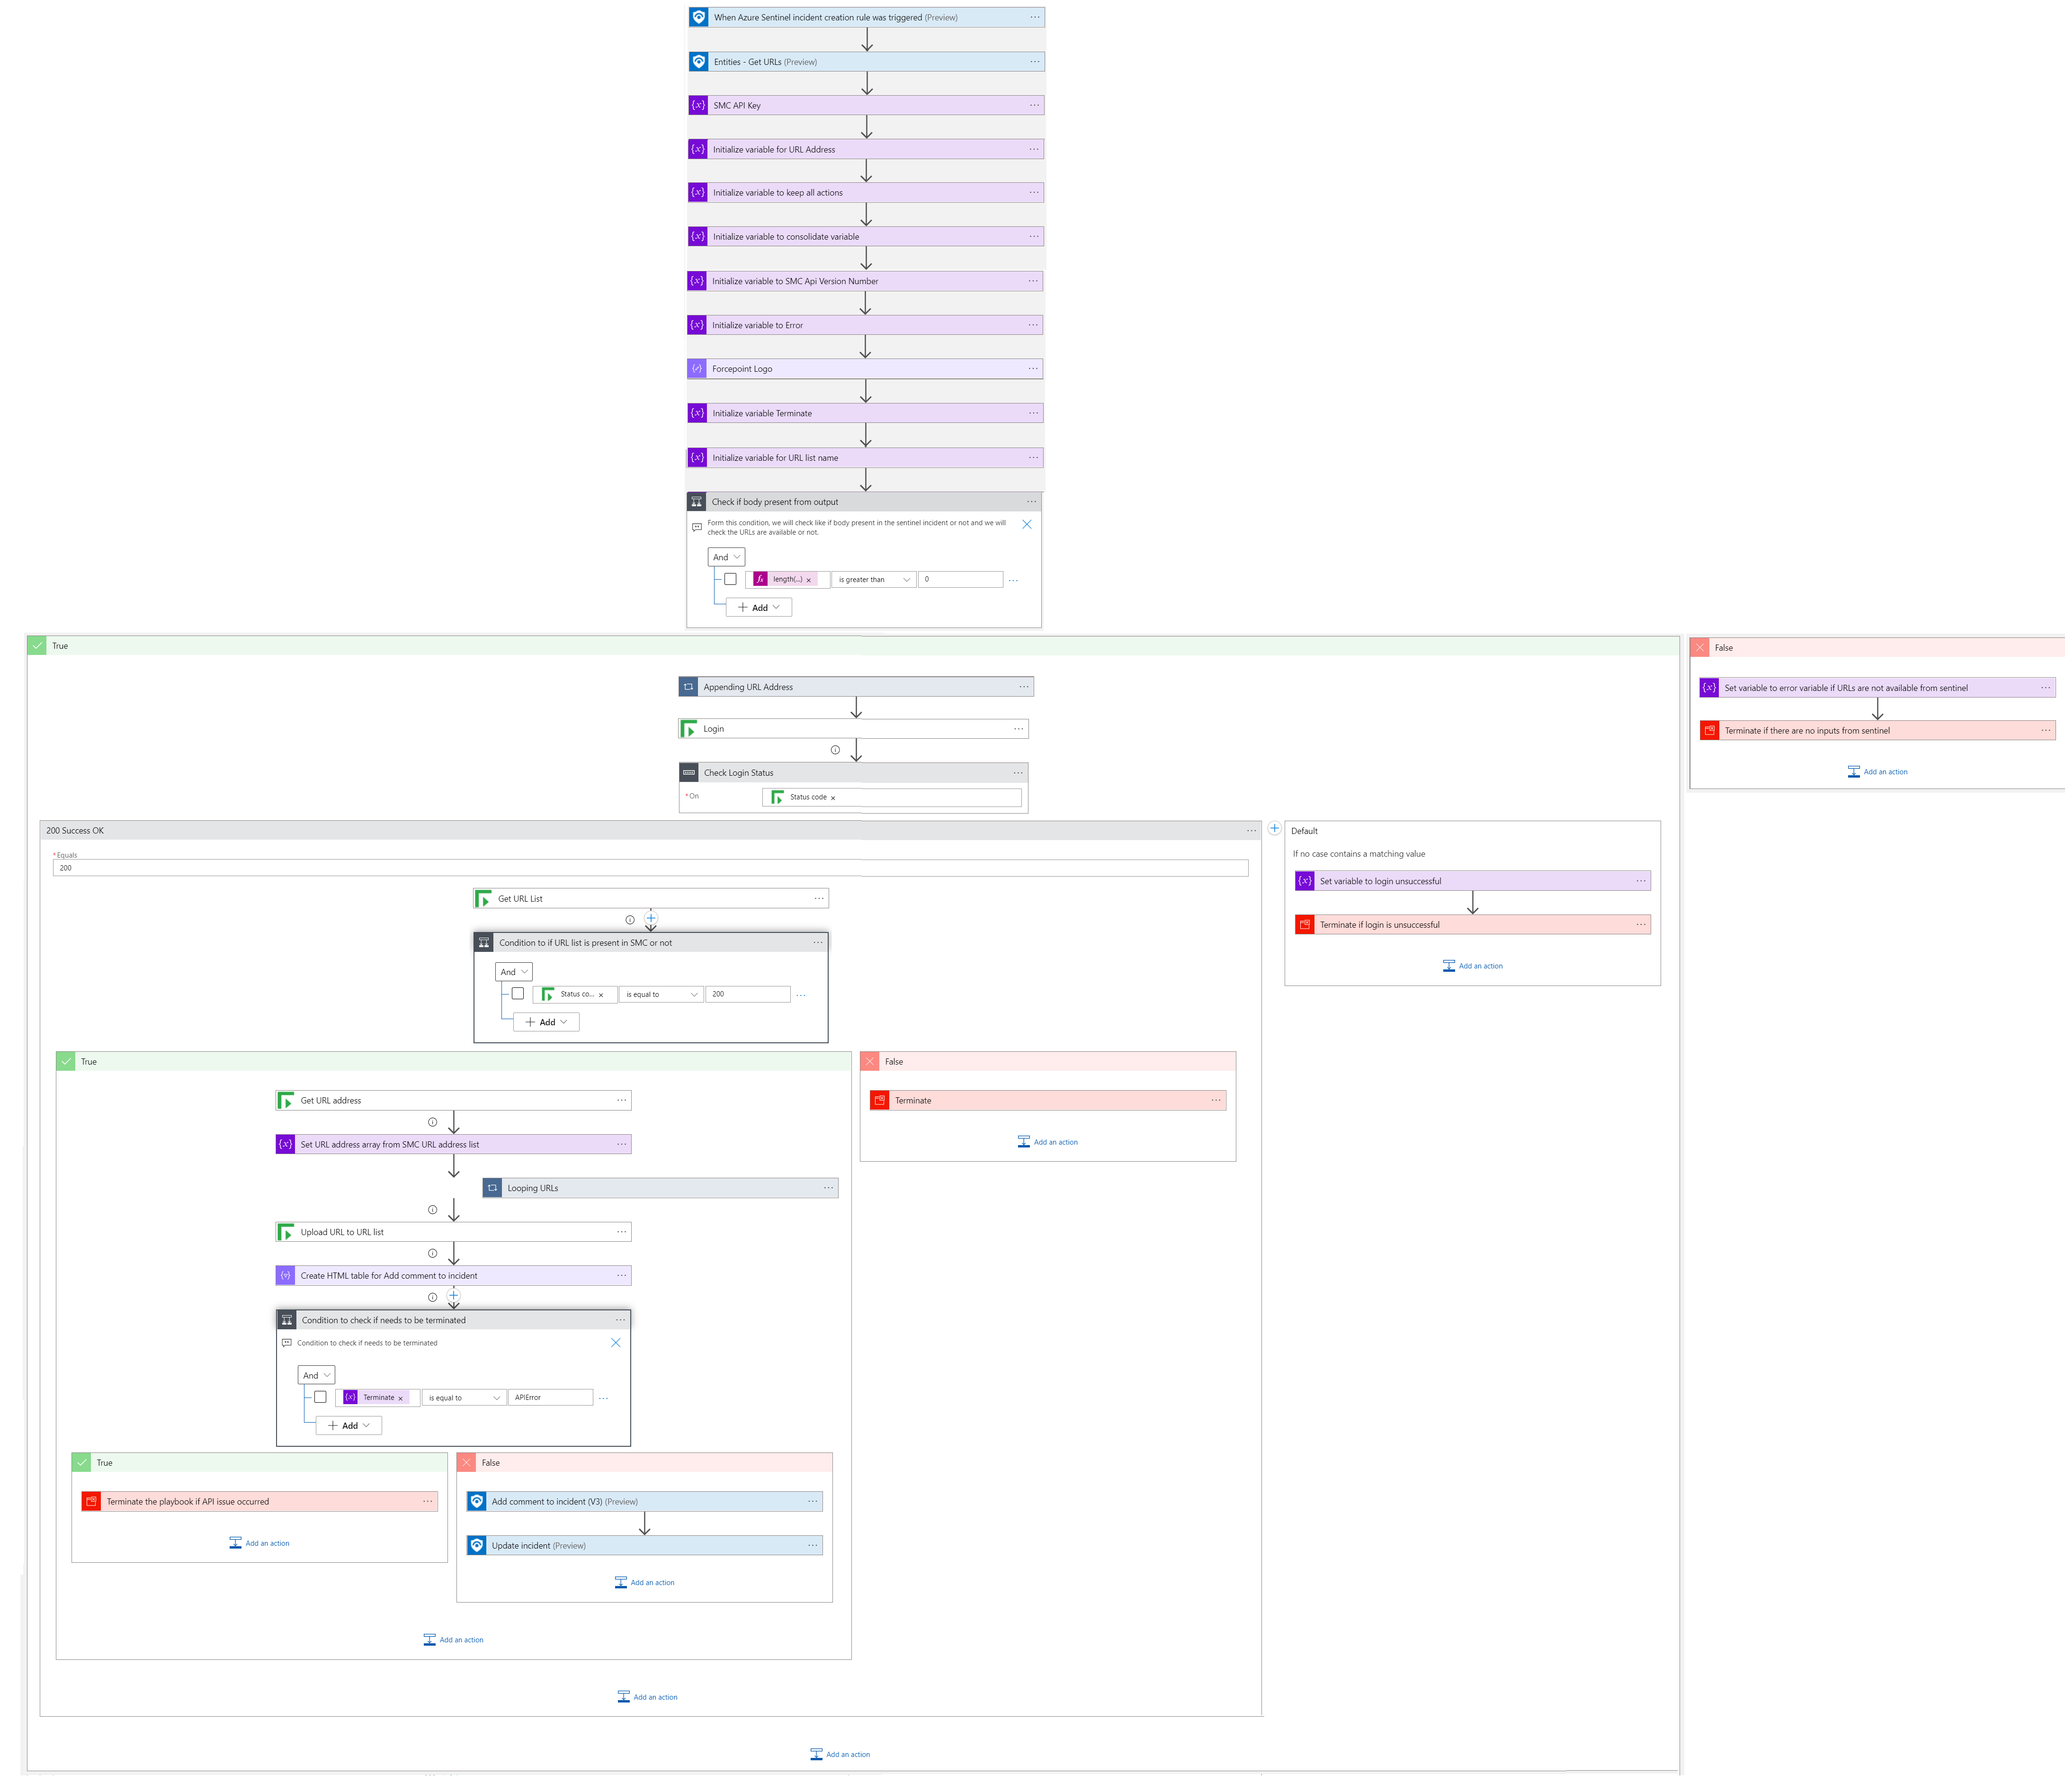 When Azure Sentinel incident creation rule was triggered (Preview)
Entities - Get URLs (Preview)
SMC API Key
Initialize variable for URL Address
Initialize variable to keep all actions
Initialize variable to consolidate variable
Initialize variable to SMC Api Version Number
Initialize variable to Error
Forcepoint Logo
Initialize variable Terminate
Initialize variable for URL list name
Check if body present from output
Form this condition, we will check like if body present in the sentinel incident or not and we will
check the URLs are available or not.
And
length(...) × is greater than 0
Add
True
Appending URL Address
Login
Check Login Status
* On Status code ×
200 Success OK
* Equals
200
Get URL List
Condition to if URL list is present in SMC or not
And
Status co... × is equal to 200
Add
True
Get URL address
Set URL address array from SMC URL address list
Looping URLs
Upload URL to URL list
Create HTML table for Add comment to incident
Condition to check if needs to be terminated
Condition to check if needs to be terminated
And
Terminate × is equal to APIError
Add
True
Terminate the playbook if API issue occurred
Add an action
False
Add comment to incident (V3) (Preview)
Update incident (Preview)
Add an action
Add an action
False
Terminate
Add an action
Add an action
Default
If no case contains a matching value
Set variable to login unsuccessful
Terminate if login is unsuccessful
Add an action
Add an action
False
Set variable to error variable if URLs are not available from sentinel
Terminate if there are no inputs from sentinel
Add an action